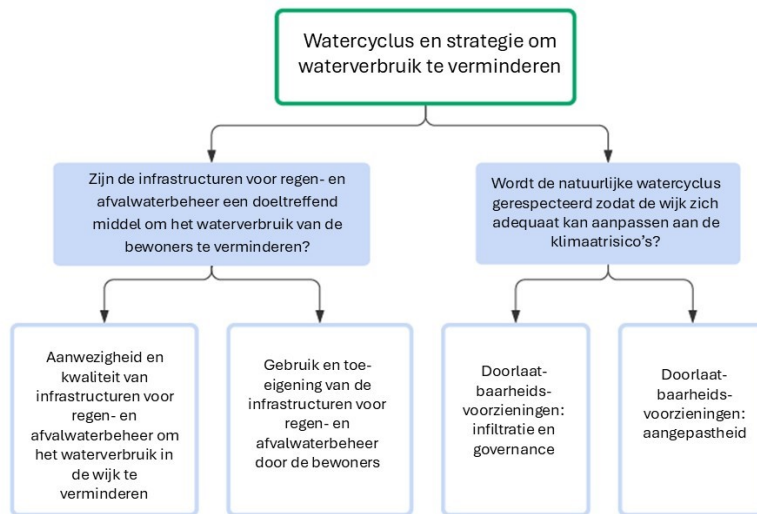 Watercyclus en strategie om
waterverbruik te verminderen
Zijn de infrastructuren voor regen- en
afvalwaterbeheer een doeltreffend
middel om het waterverbruik van de
bewoners te verminderen?
Wordt de natuurlijke watercyclus
gerespecteerd zodat de wijk zich
adequaat kan aanpassen aan de
klimaatrisico's?
Aanwezigheid en
kwaliteit van
infrastructuren voor
regen- en
afvalwaterbeheer om
het waterverbruik in
de wijk te
verminderen
Gebruik en toe-
eigening van de
infrastructuren voor
regen- en
afvalwaterbeheer
door de bewoners
Doorlaat-
baarheids-
voorzieningen:
infiltratie en
governance
Doorlaat-
baarheids-
voorzieningen:
aangepastheid